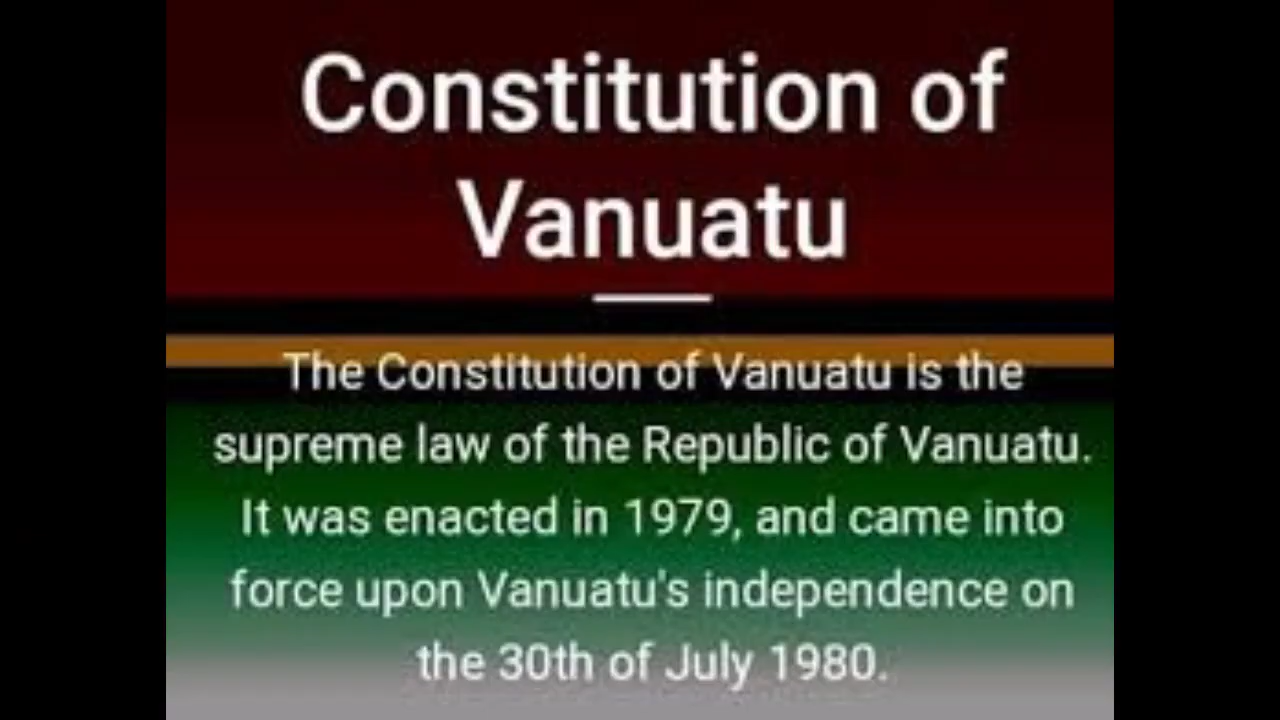 Constitution of
Vanuatu
The Constitution of Vanuatu is the
supreme law of the Republic of Vanuatu.
It was enacted in 1979, and came into
force upon Vanuatu's independence on
the 30th of July 1980.